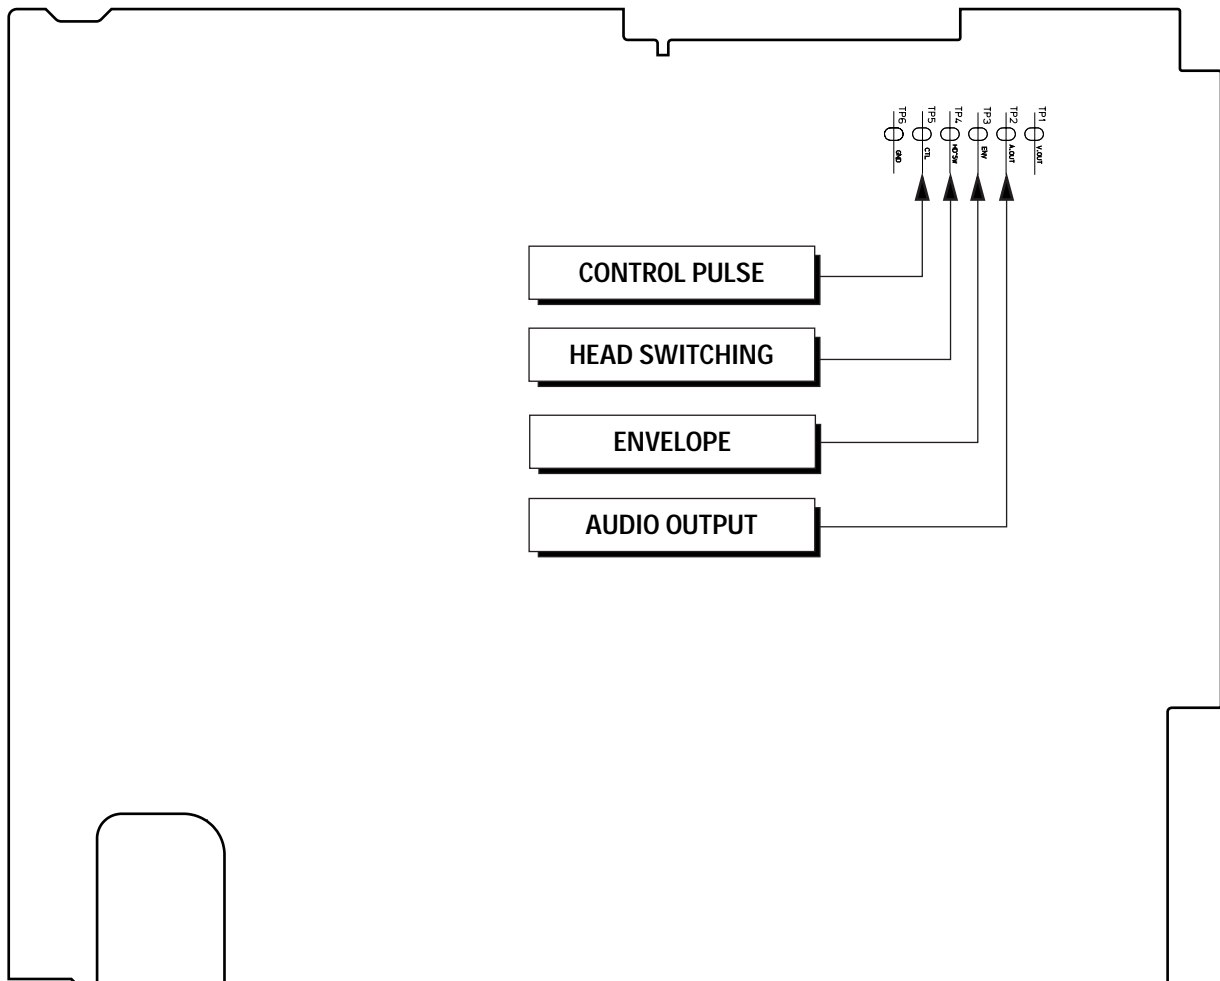 TP6 TP5 TP4 TP3 TP2 TP1
GND CTL HD'SW ENV A.OUT V.OUT
CONTROL PULSE
HEAD SWITCHING
ENVELOPE
AUDIO OUTPUT